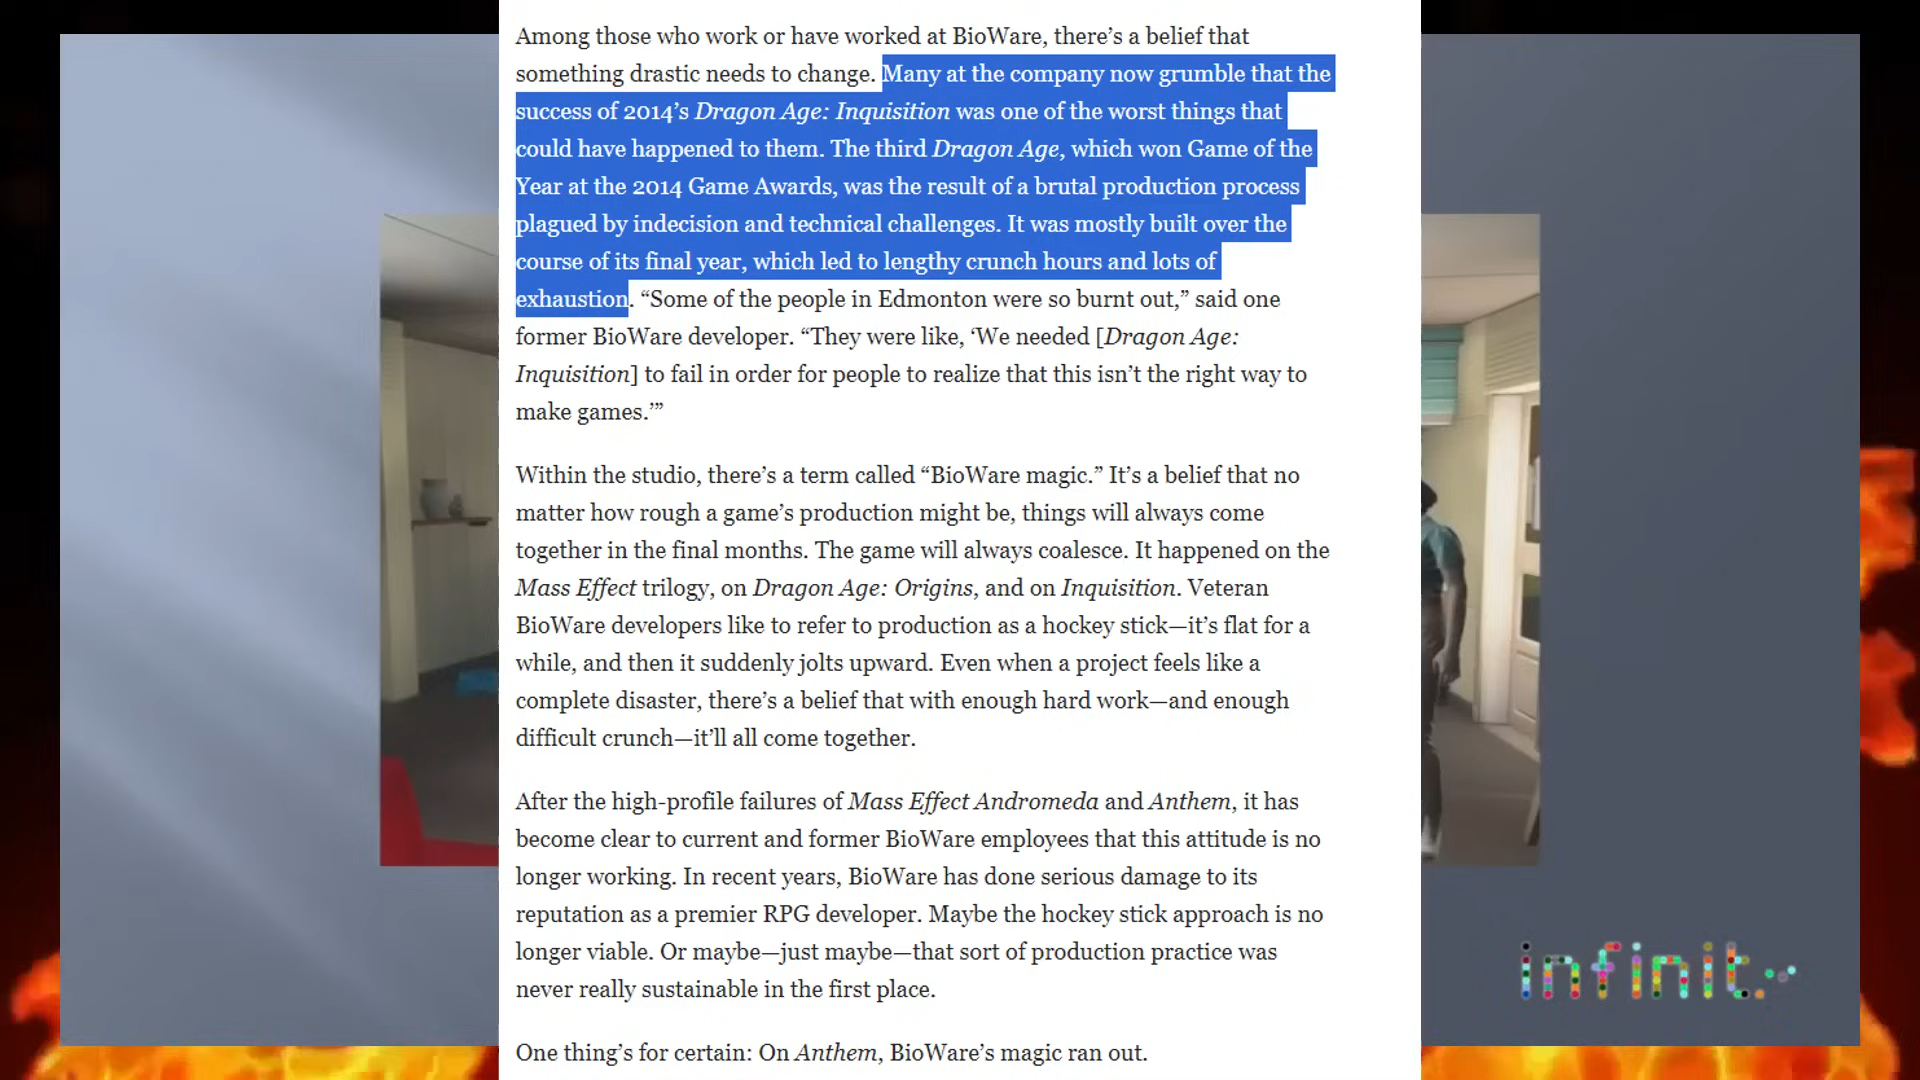 Among those who work or have worked at BioWare, there’s a belief that
something drastic needs to change. Many at the company now grumble that the
success of 2014’s Dragon Age: Inquisition was one of the worst things that
could have happened to them. The third Dragon Age, which won Game of the
Year at the 2014 Game Awards, was the result of a brutal production process
plagued by indecision and technical challenges. It was mostly built over the
course of its final year, which led to lengthy crunch hours and lots of
exhaustion. “Some of the people in Edmonton were so burnt out,” said one
former BioWare developer. “They were like, ‘We needed [Dragon Age:
Inquisition] to fail in order for people to realize that this isn’t the right way to
make games.’”
Within the studio, there’s a term called “BioWare magic.” It’s a belief that no
matter how rough a game’s production might be, things will always come
together in the final months. The game will always coalesce. It happened on the
Mass Effect trilogy, on Dragon Age: Origins, and on Inquisition. Veteran
BioWare developers like to refer to production as a hockey stick—it’s flat for a
while, and then it suddenly jolts upward. Even when a project feels like a
complete disaster, there’s a belief that with enough hard work—and enough
difficult crunch—it’ll all come together.
After the high-profile failures of Mass Effect Andromeda and Anthem, it has
become clear to current and former BioWare employees that this attitude is no
longer working. In recent years, BioWare has done serious damage to its
reputation as a premier RPG developer. Maybe the hockey stick approach is no
longer viable. Or maybe—just maybe—that sort of production practice was
never really sustainable in the first place.
One thing’s for certain: On Anthem, BioWare’s magic ran out.
infinit